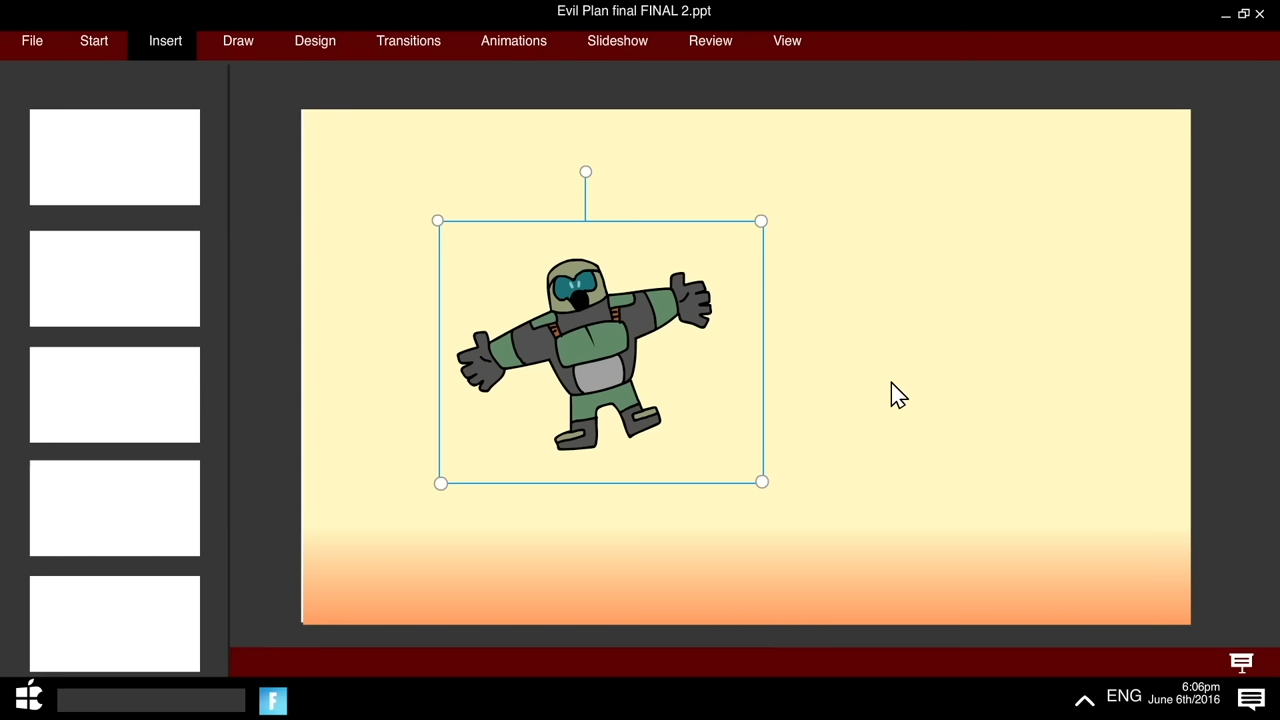 Evil Plan final FINAL 2.ppt
File Start Insert Draw Design Transitions Animations Slideshow Review View
F
ENG
6:06pm
June 6th/2016